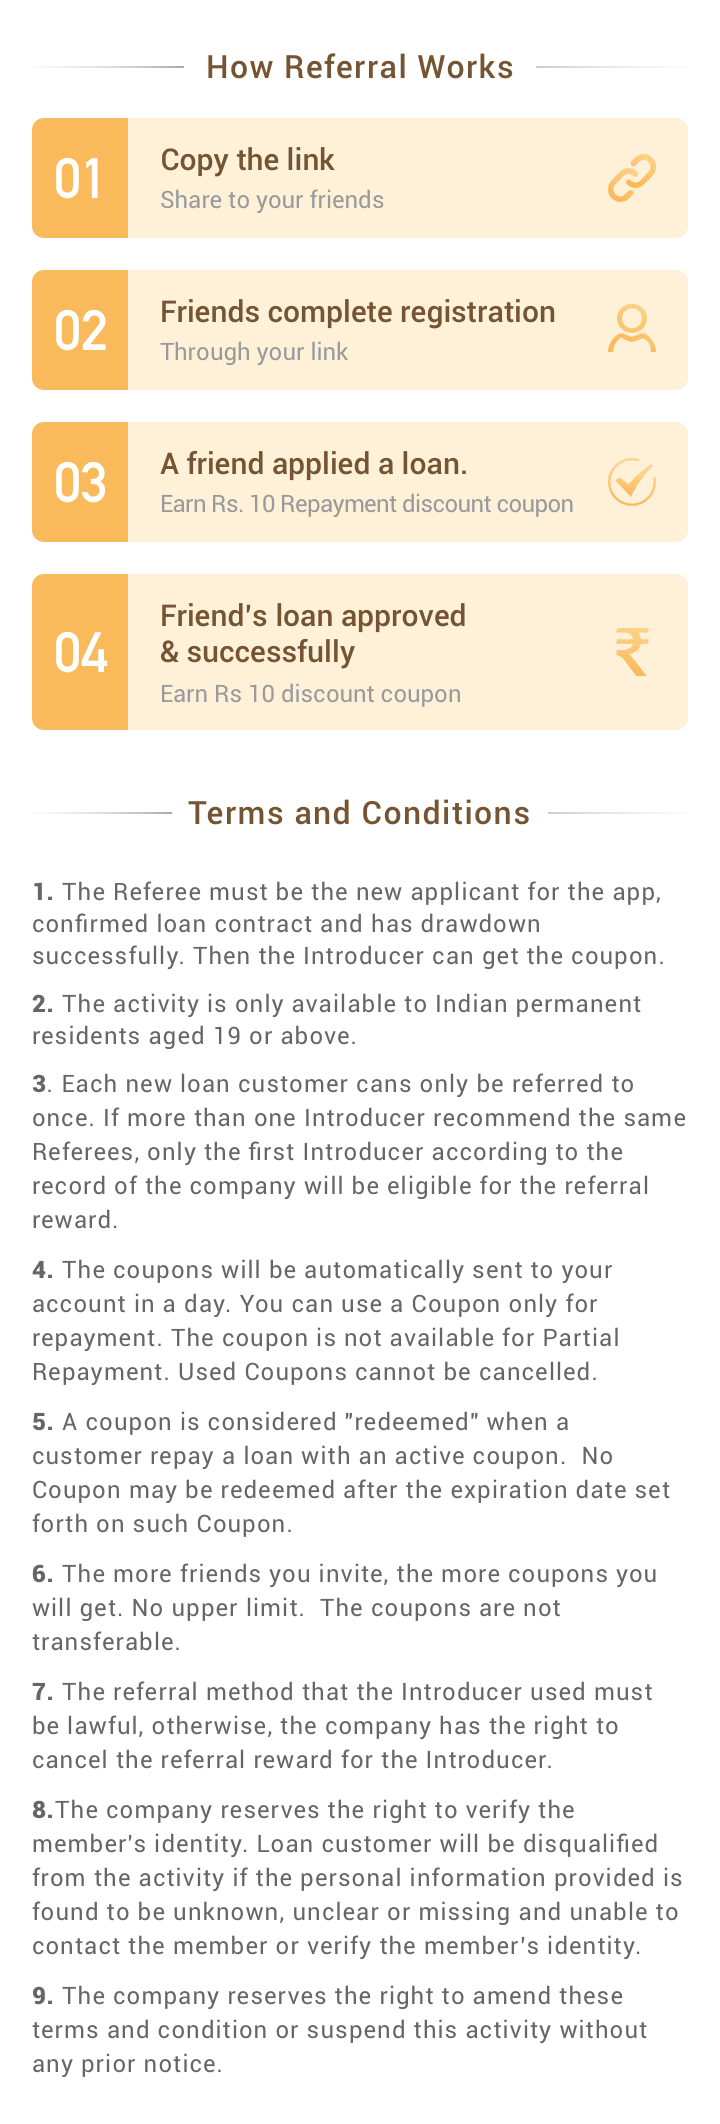 How Referral Works
01
Copy the link
Share to your friends
02
Friends complete registration
Through your link
03
A friend applied a loan.
Earn Rs. 10 Repayment discount coupon
04
Friend's loan approved
& successfully
Earn Rs 10 discount coupon
₹
Terms and Conditions
1. The Referee must be the new applicant for the app,
confirmed loan contract and has drawdown
successfully. Then the Introducer can get the coupon.
2. The activity is only available to Indian permanent
residents aged 19 or above.
3. Each new loan customer cans only be referred to
once. If more than one Introducer recommend the same
Referees, only the first Introducer according to the
record of the company will be eligible for the referral
reward.
4. The coupons will be automatically sent to your
account in a day. You can use a Coupon only for
repayment. The coupon is not available for Partial
Repayment. Used Coupons cannot be cancelled.
5. A coupon is considered "redeemed" when a
customer repay a loan with an active coupon.  No
Coupon may be redeemed after the expiration date set
forth on such Coupon.
6. The more friends you invite, the more coupons you
will get. No upper limit.  The coupons are not
transferable.
7. The referral method that the Introducer used must
be lawful, otherwise, the company has the right to
cancel the referral reward for the Introducer.
8.The company reserves the right to verify the
member's identity. Loan customer will be disqualified
from the activity if the personal information provided is
found to be unknown, unclear or missing and unable to
contact the member or verify the member's identity.
9. The company reserves the right to amend these
terms and condition or suspend this activity without
any prior notice.